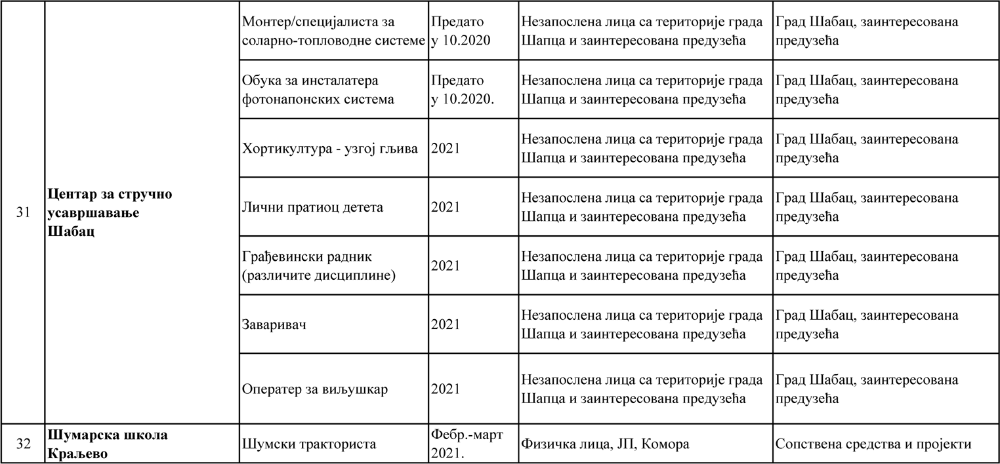 31
Центар за стручно
усавршавање
Шабац
Монтер/специјалиста за
соларно-топловодне системе
Предато
у 10.2020
Незапослена лица са територије града
Шапца и заинтересована предузећа
Град Шабац, заинтересована
предузећа
Обука за инсталатера
фотонапонских система
Предато
у 10.2020.
Незапослена лица са територије града
Шапца и заинтересована предузећа
Град Шабац, заинтересована
предузећа
Хортикултура - узгој гљива
2021
Незапослена лица са територије града
Шапца и заинтересована предузећа
Град Шабац, заинтересована
предузећа
Лични пратиоц детета
2021
Незапослена лица са територије града
Шапца и заинтересована предузећа
Град Шабац, заинтересована
предузећа
Грађевински радник
(различите дисциплине)
2021
Незапослена лица са територије града
Шапца и заинтересована предузећа
Град Шабац, заинтересована
предузећа
Заваривач
2021
Незапослена лица са територије града
Шапца и заинтересована предузећа
Град Шабац, заинтересована
предузећа
Оператер за виљушкар
2021
Незапослена лица са територије града
Шапца и заинтересована предузећа
Град Шабац, заинтересована
предузећа
32
Шумарска школа
Краљево
Шумски тракториста
Фебр.-март
2021.
Физичка лица, ЈП, Комора
Сопствена средства и пројекти